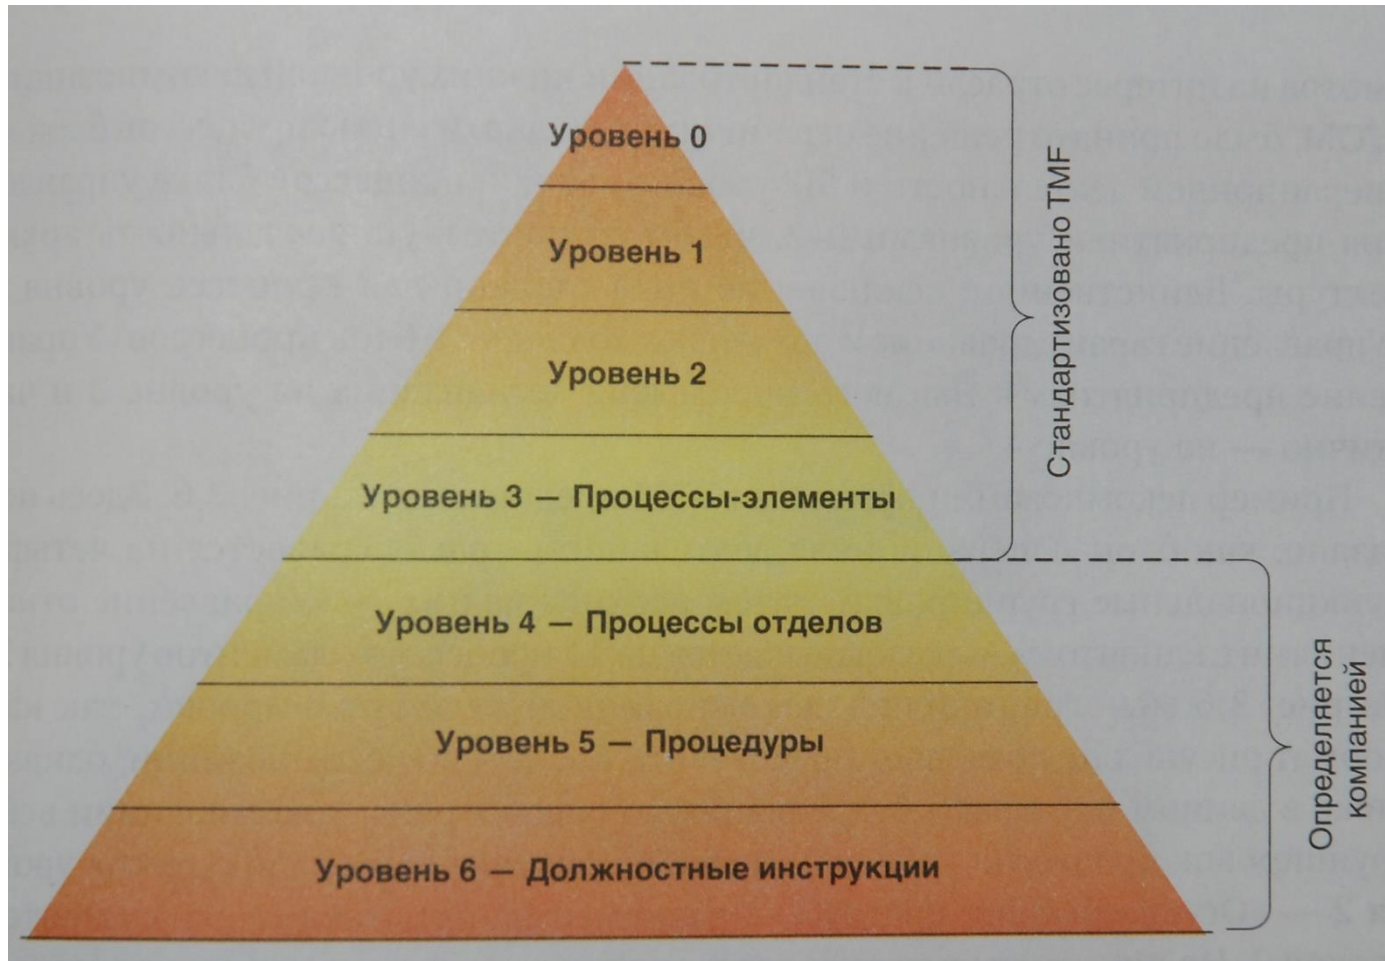 Уровень 0
Уровень 1
Уровень 2
Уровень 3 — Процессы-элементы
Уровень 4 — Процессы отделов
Уровень 5 — Процедуры
Уровень 6 — Должностные инструкции
Стандартизовано TMF
Определяется
компанией